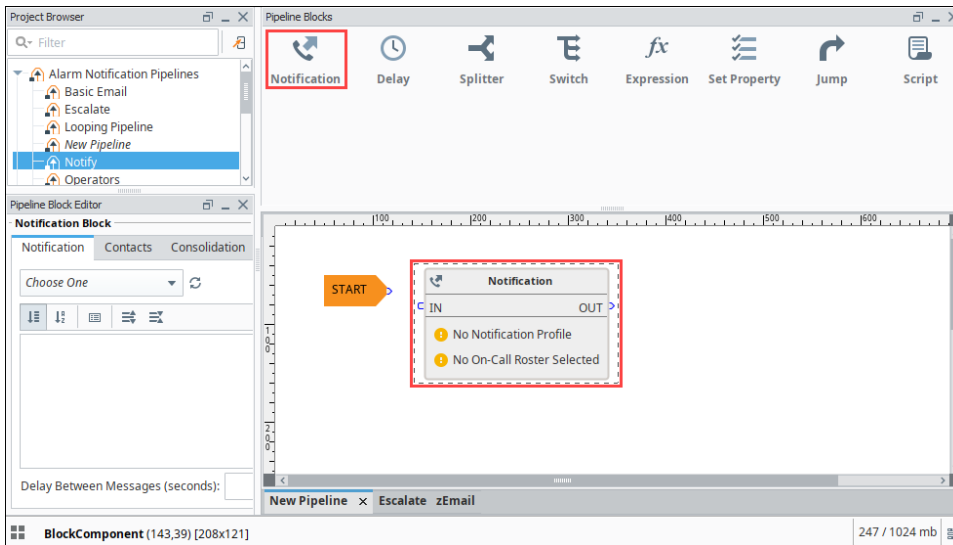 Project Browser
Filter
Alarm Notification Pipelines
Basic Email
Escalate
Looping Pipeline
New Pipeline
Notify
Operators
Pipeline Block Editor
Notification Block
Notification Contacts Consolidation
Choose One
Delay Between Messages (seconds):
Pipeline Blocks
Notification Delay Splitter Switch Expression Set Property Jump Script
fx
100 200 300 400 500 600
100
200
START
Notification
IN OUT
No Notification Profile
No On-Call Roster Selected
New Pipeline x Escalate zEmail
BlockComponent (143,39) [208x121]
247 / 1024 mb